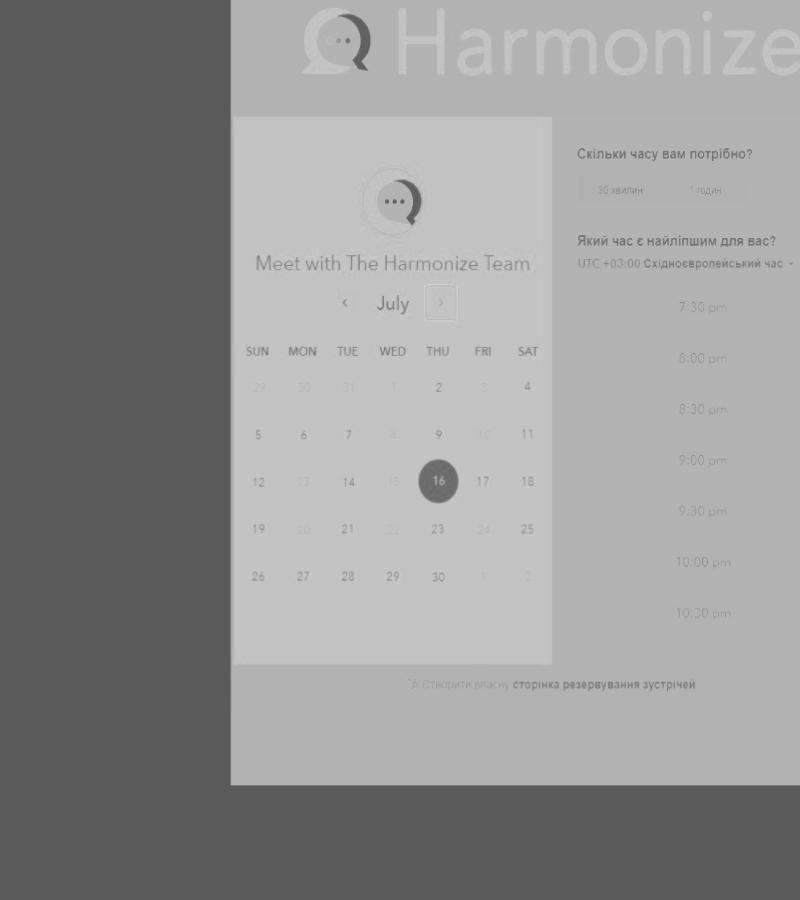 Harmonize
Meet with The Harmonize Team
July
SUN MON TUE WED THU FRI SAT
29 30 31 1 2 3 4
5 6 7 8 9 10 11
12 13 14 15 16 17 18
19 20 21 22 23 24 25
26 27 28 29 30 1 2
Скільки часу вам потрібно?
30 хвилин 1 годин
Який час є найліпшим для вас?
UTC +03:00 Східноєвропейський час
7:30 pm
8:00 pm
8:30 pm
9:00 pm
9:30 pm
10:00 pm
10:30 pm
Створити власну сторінка резервування зустрічей